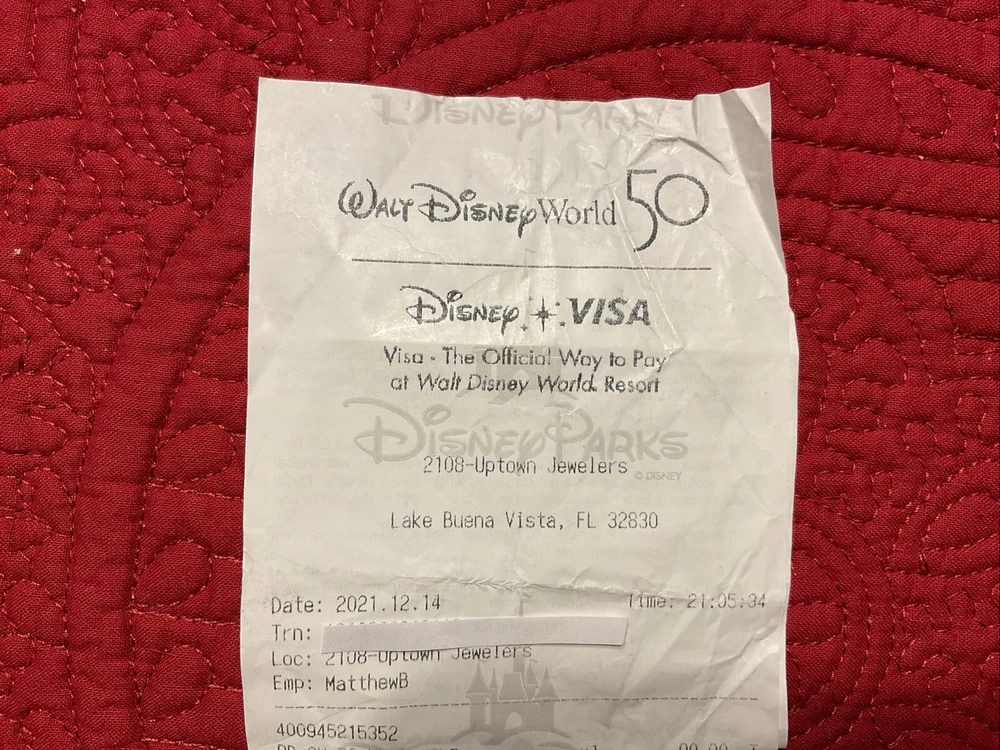 DISNEY PARKS
WALT DISNEY World 50
DISNEY VISA
Visa - The Official Way to Pay
at Walt Disney World Resort
DISNEY PARKS
2108-Uptown Jewelers
© DISNEY
Lake Buena Vista, FL 32830
Date: 2021.12.14 Time: 21:05:34
Trn:
Loc: 2108-Uptown Jewelers
Emp: MatthewB
400945215352